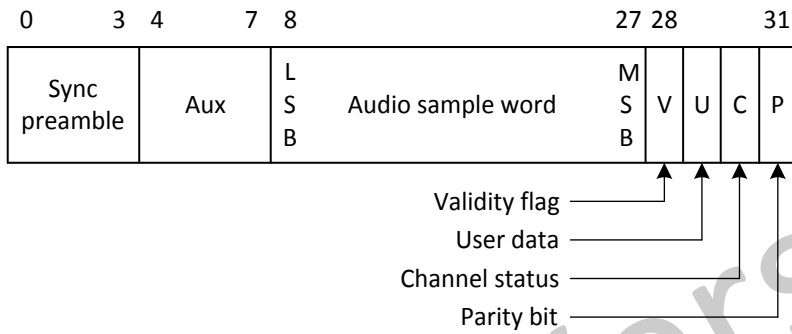 0 3 4 7 8 27 28 31
Sync preamble
Aux
L S B
Audio sample word
M S B
V
U
C
P
Validity flag
User data
Channel status
Parity bit